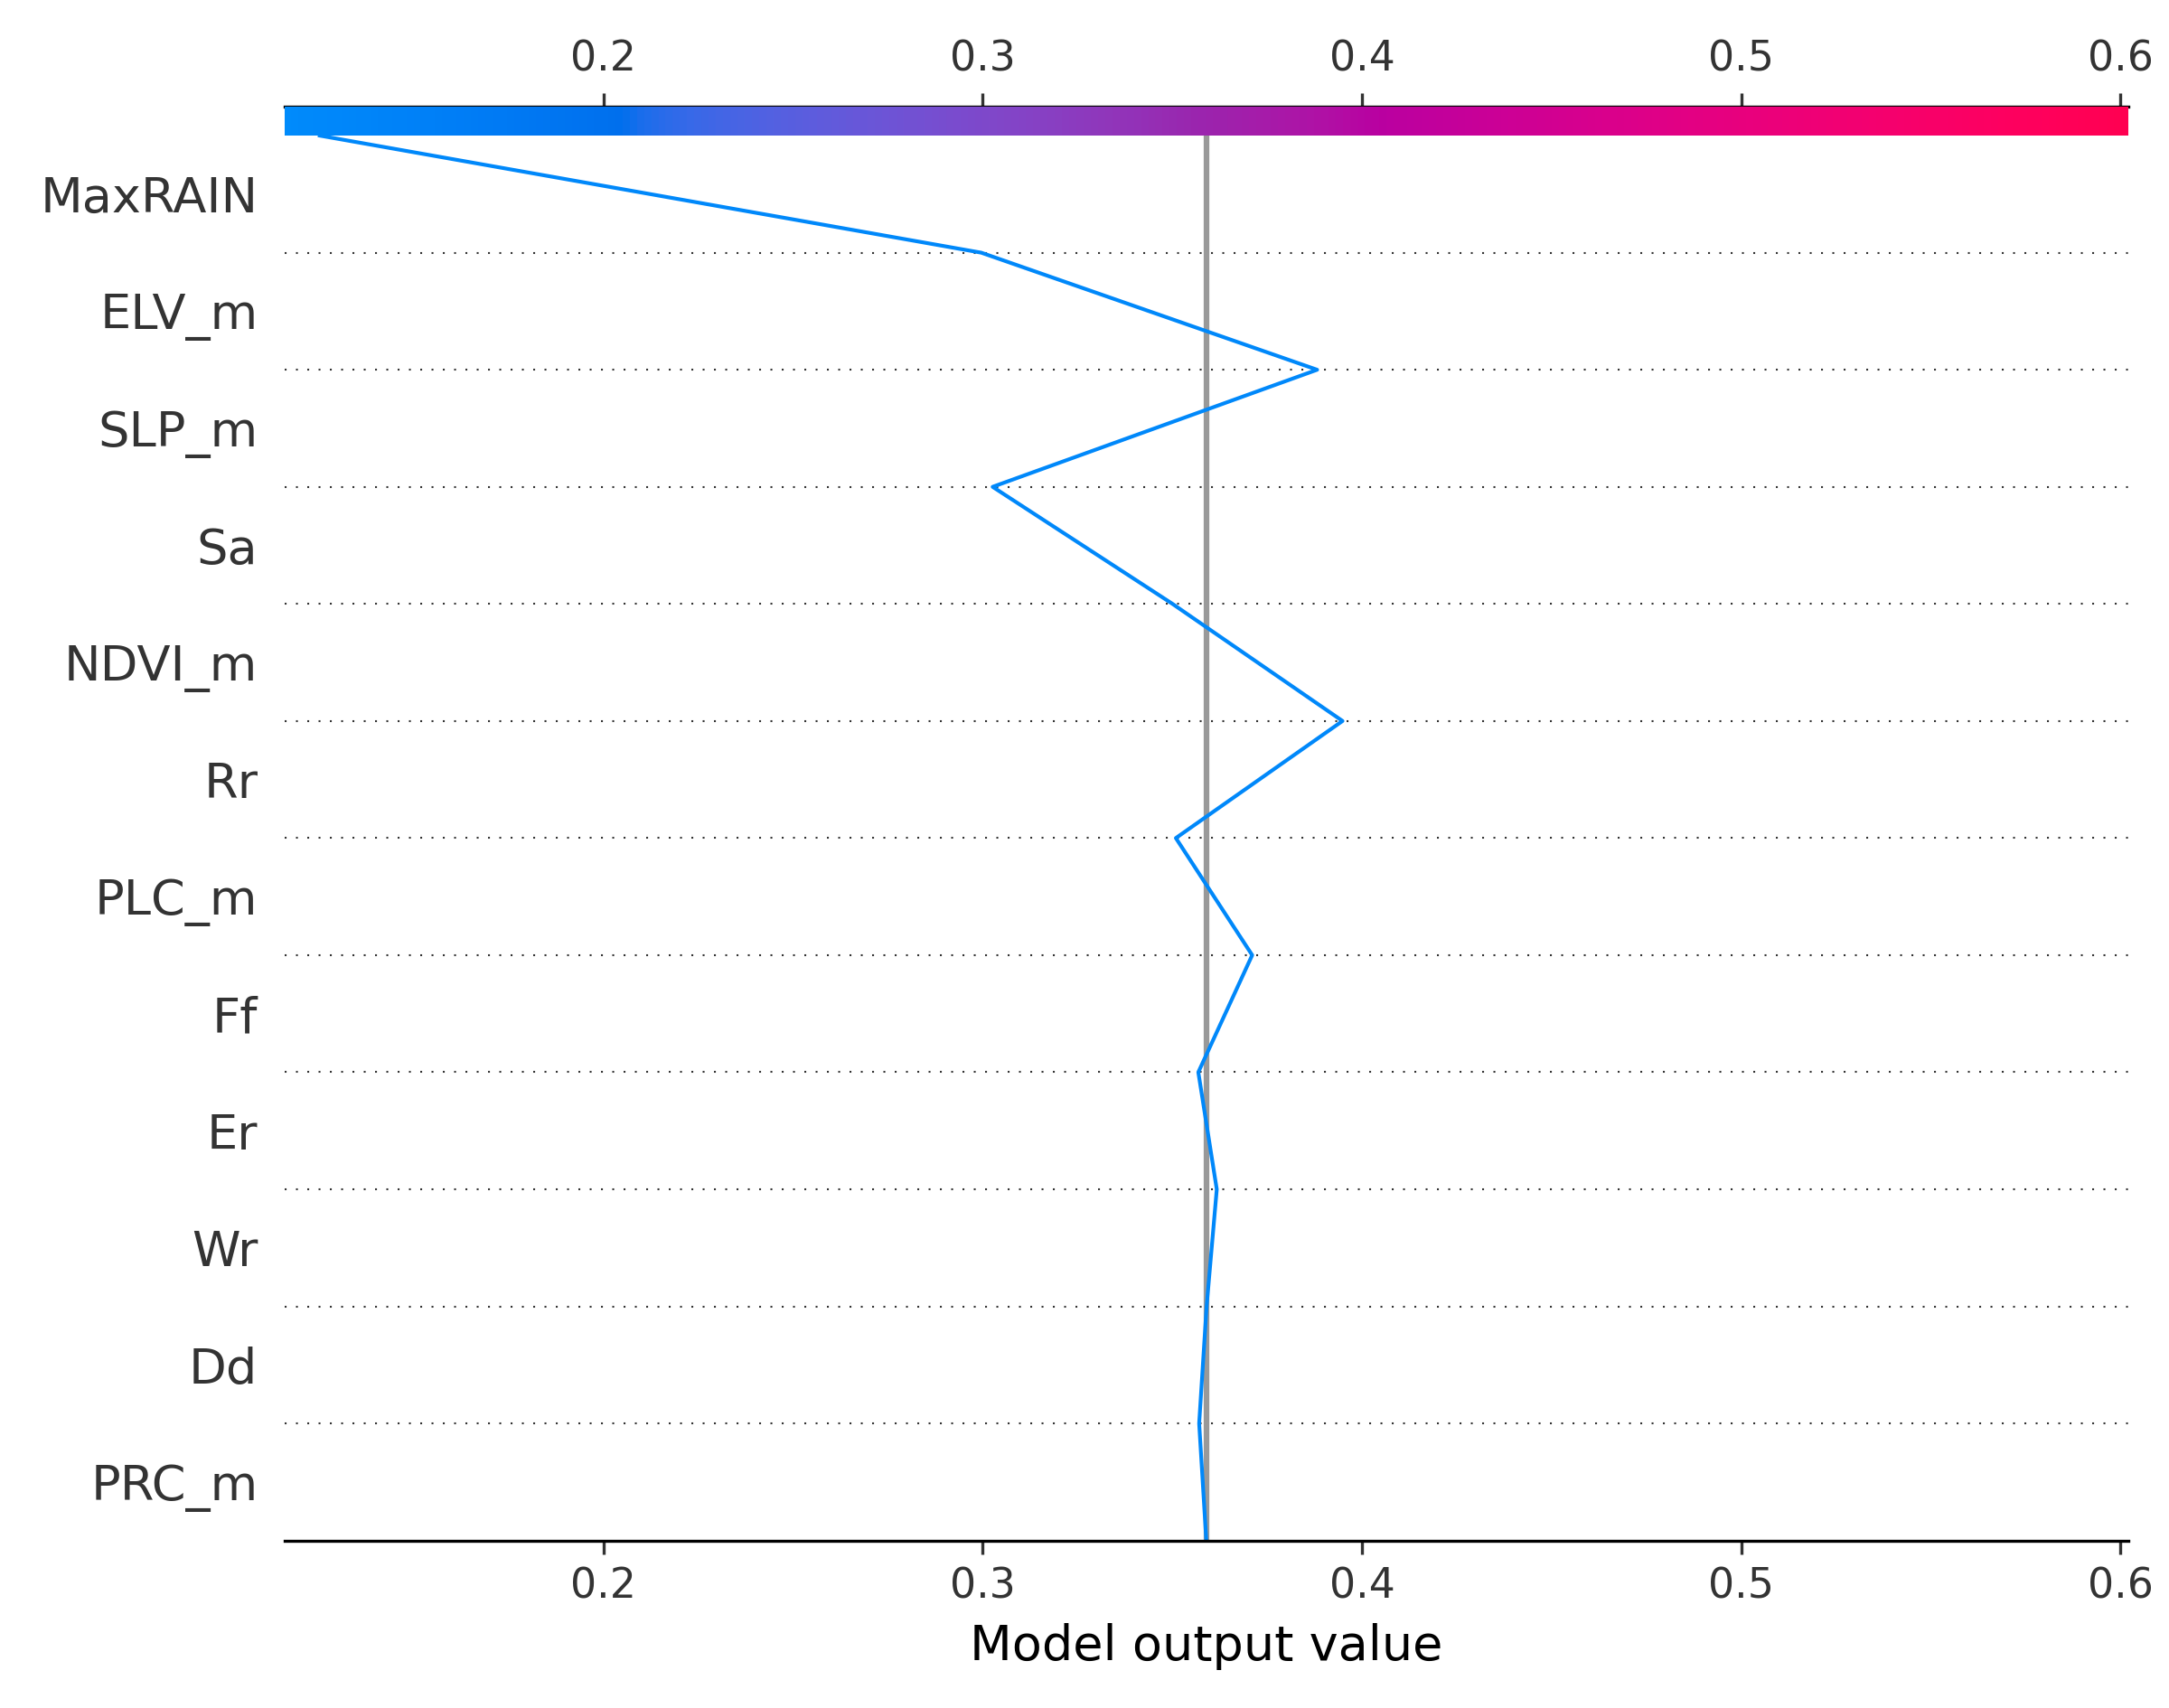 0.2 0.3 0.4 0.5 0.6
MaxRAIN
ELV_m
SLP_m
Sa
NDVI_m
Rr
PLC_m
Ff
Er
Wr
Dd
PRC_m
0.2 0.3 0.4 0.5 0.6
Model output value